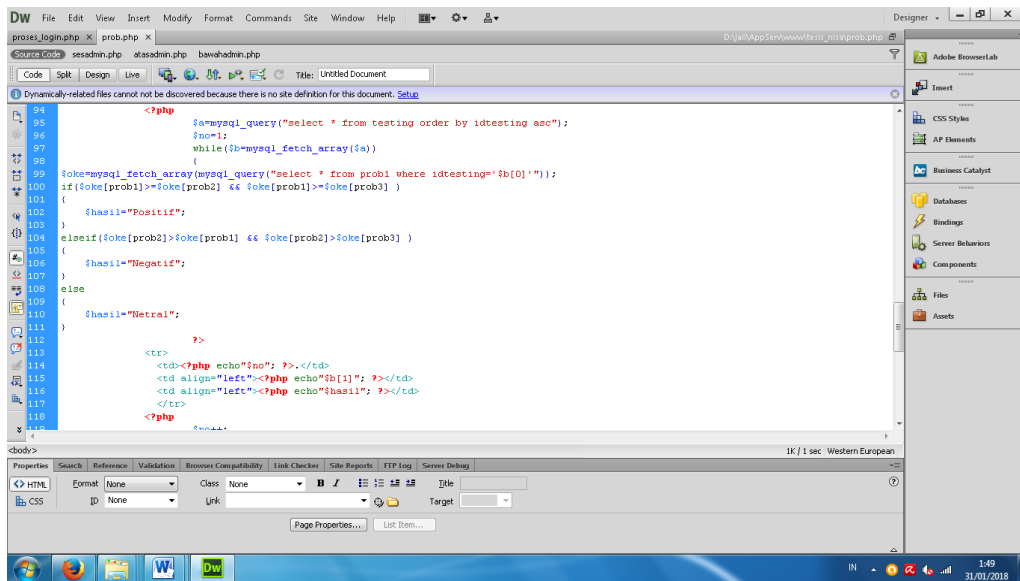 DW File Edit View Insert Modify Format Commands Site Window Help Designer
proses_login.php × prob.php × D:\jali\AppServ\www\tesis_nisa\prob.php
Source Code sesadmin.php atasadmin.php bawahadmin.php
Code Split Design Live Title: Untitled Document
Dynamically-related files cannot not be discovered because there is no site definition for this document. Setup
94 <?php
95 $a=mysql_query("select * from testing order by idtesting asc");
96 $no=1;
97 while($b=mysql_fetch_array($a))
98 {
99 $oke=mysql_fetch_array(mysql_query("select * from prob1 where idtesting='$b[0]'"));
100 if($oke[prob1]>=$oke[prob2] && $oke[prob1]>=$oke[prob3] )
101 {
102 $hasil="Positif";
103 }
104 elseif($oke[prob2]>$oke[prob1] && $oke[prob2]>$oke[prob3] )
105 {
106 $hasil="Negatif";
107 }
108 else
109 {
110 $hasil="Netral";
111 }
112 ?>
113 <tr>
114 <td><?php echo"$no"; ?>.</td>
115 <td align="left"><?php echo"$b[1]"; ?></td>
116 <td align="left"><?php echo"$hasil"; ?></td>
117 </tr>
118 <?php
119 $no++;
<body> 1K / 1 sec Western European
Properties Search Reference Validation Browser Compatibility Link Checker Site Reports FTP Log Server Debug
<> HTML Format None Class None B I Title
CSS ID None Link Target
Page Properties... List Item...
Adobe BrowserLab
Insert
CSS Styles
AP Elements
Business Catalyst
Databases
Bindings
Server Behaviors
Components
Files
Assets
IN 1:49
31/01/2018